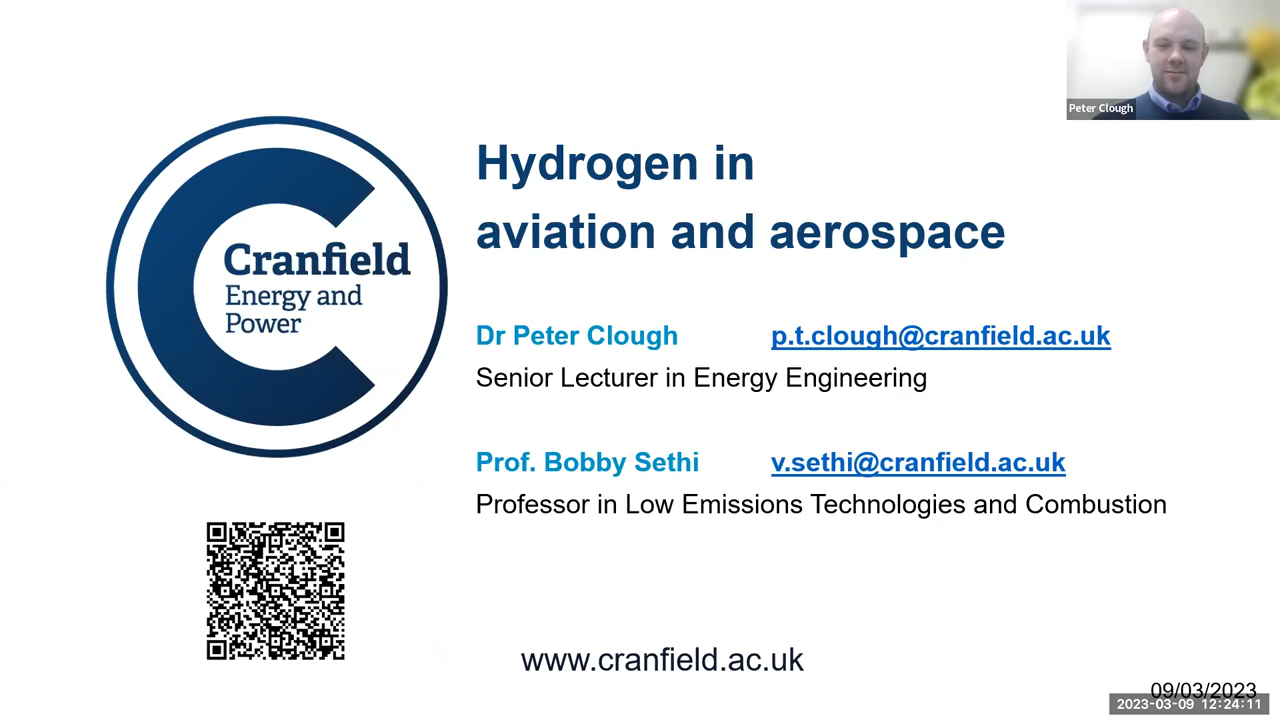 Peter Clough
Hydrogen in
aviation and aerospace
Cranfield
Energy and
Power
Dr Peter Clough p.t.clough@cranfield.ac.uk
Senior Lecturer in Energy Engineering
Prof. Bobby Sethi v.sethi@cranfield.ac.uk
Professor in Low Emissions Technologies and Combustion
www.cranfield.ac.uk
09/03/2023
2023-03-09 12:24:11